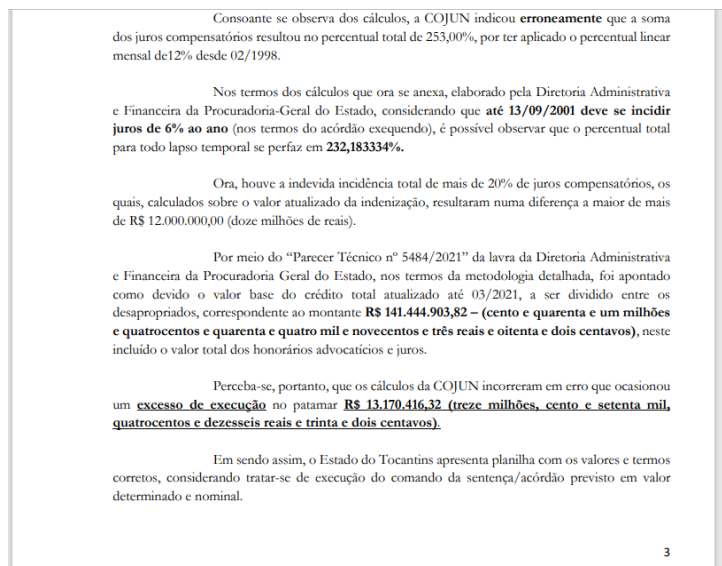 Consoante se observa dos cálculos, a COJUN indicou erroneamente que a soma
dos juros compensatórios resultou no percentual total de 253,00%, por ter aplicado o percentual linear
mensal de12% desde 02/1998.
Nos termos dos cálculos que ora se anexa, elaborado pela Diretoria Administrativa
e Financeira da Procuradoria-Geral do Estado, considerando que até 13/09/2001 deve se incidir
juros de 6% ao ano (nos termos do acórdão exequendo), é possível observar que o percentual total
para todo lapso temporal se perfaz em 232,183334%.
Ora, houve a indevida incidência total de mais de 20% de juros compensatórios, os
quais, calculados sobre o valor atualizado da indenização, resultaram numa diferença a maior de mais
de R$ 12.000.000,00 (doze milhões de reais).
Por meio do “Parecer Técnico nº 5484/2021” da lavra da Diretoria Administrativa
e Financeira da Procuradoria Geral do Estado, nos termos da metodologia detalhada, foi apontado
como devido o valor base do crédito total atualizado até 03/2021, a ser dividido entre os
desapropriados, correspondente ao montante R$ 141.444.903,82 – (cento e quarenta e um milhões
e quatrocentos e quarenta e quatro mil e novecentos e três reais e oitenta e dois centavos), neste
incluído o valor total dos honorários advocatícios e juros.
Perceba-se, portanto, que os cálculos da COJUN incorreram em erro que ocasionou
um excesso de execução no patamar R$ 13.170.416,32 (treze milhões, cento e setenta mil,
quatrocentos e dezesseis reais e trinta e dois centavos).
Em sendo assim, o Estado do Tocantins apresenta planilha com os valores e termos
corretos, considerando tratar-se de execução do comando da sentença/acórdão previsto em valor
determinado e nominal.
3